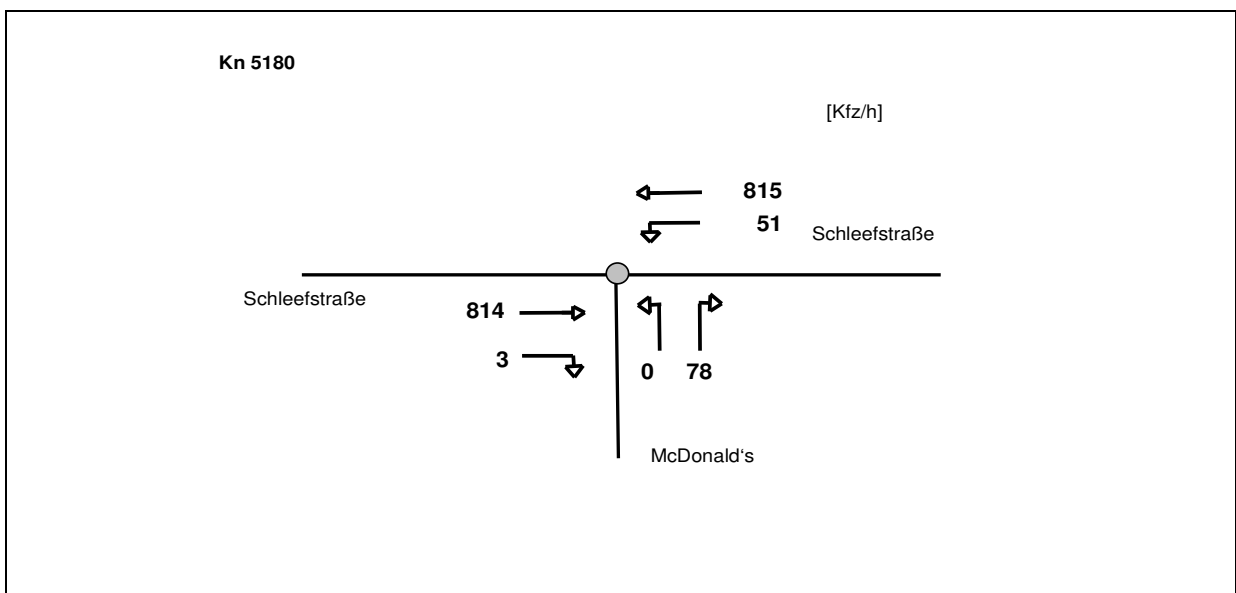 Kn 5180
[Kfz/h]
815
51
Schleefstraße
Schleefstraße
814
3
0 78
McDonald‘s